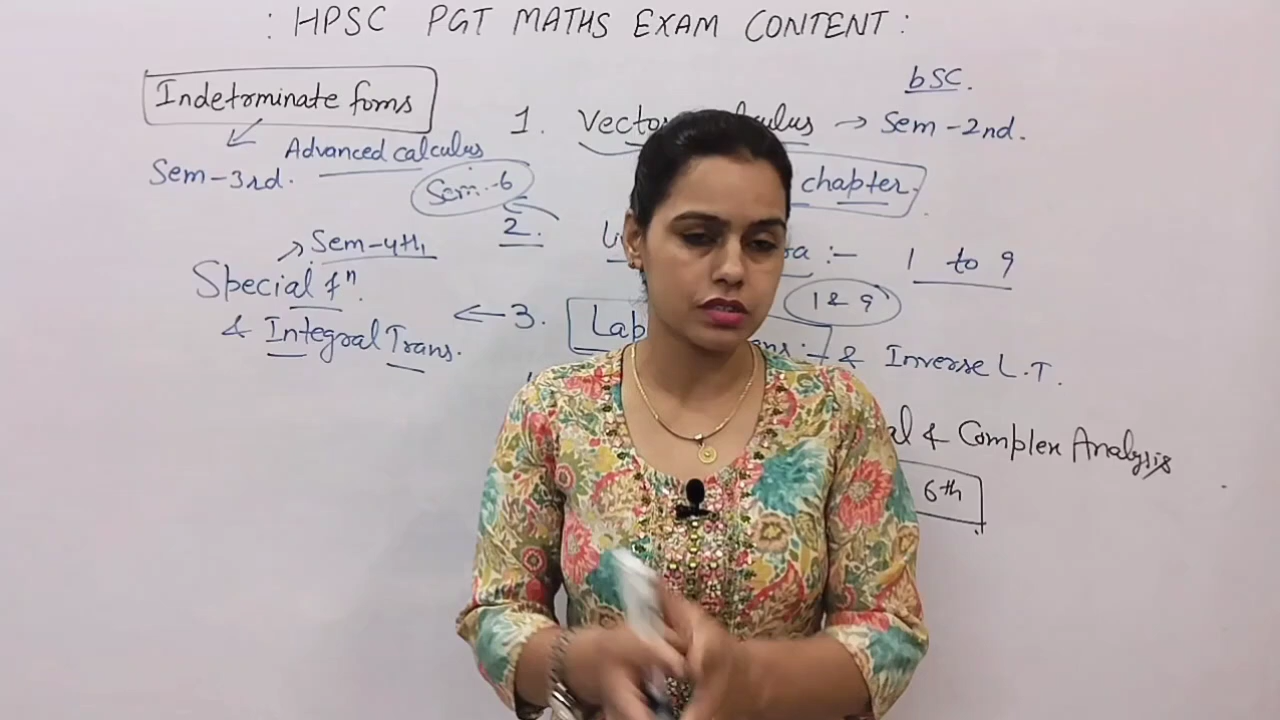 : HPSC PGT MATHS EXAM CONTENT :
Indeterminate forms
Advanced calculus
Sem-3rd.
bSC.
1. Vector calculus → Sem-2nd.
chapter.
Sem-6
2. :- 1 to 9
1 & 9
Sem-4th
Special fⁿ.
& Integral Trans.
← 3. Lap :- & Inverse L.T.
& Complex Analysis
6th